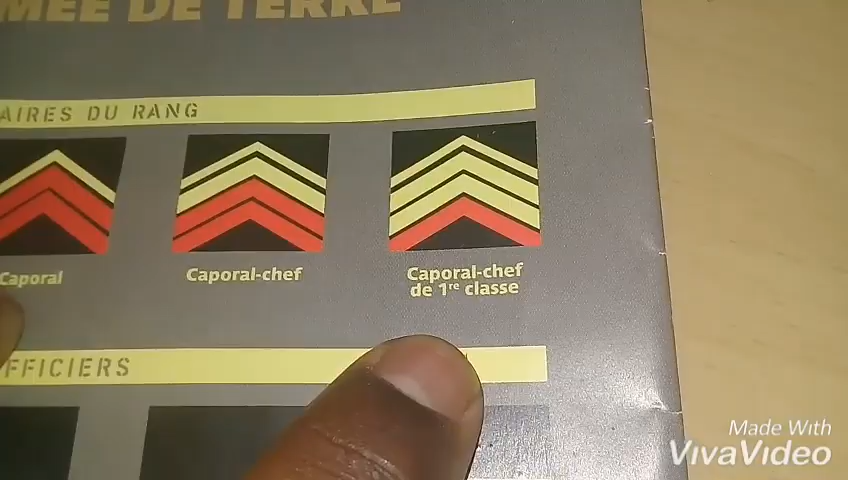 MÉE DE TERRE
AIRES DU RANG
Caporal
Caporal-chef
Caporal-chef
de 1re classe
FFICIERS
Made With
VivaVideo